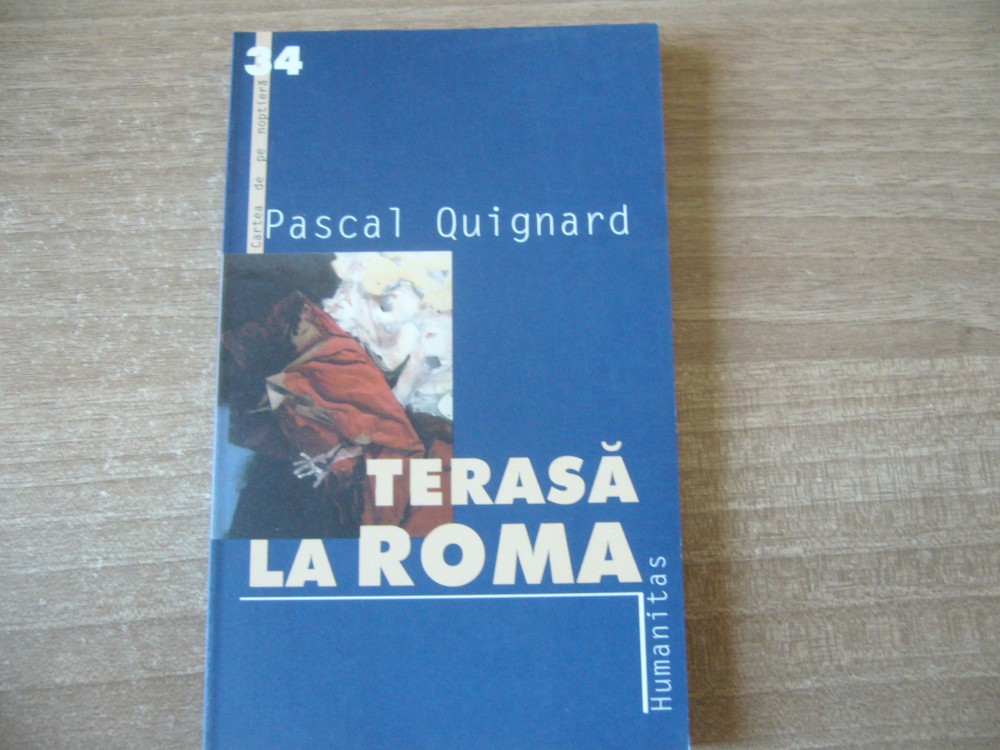 34
Cartea de pe noptieră
Pascal Quignard
TERASĂ
LA ROMA
Humanitas